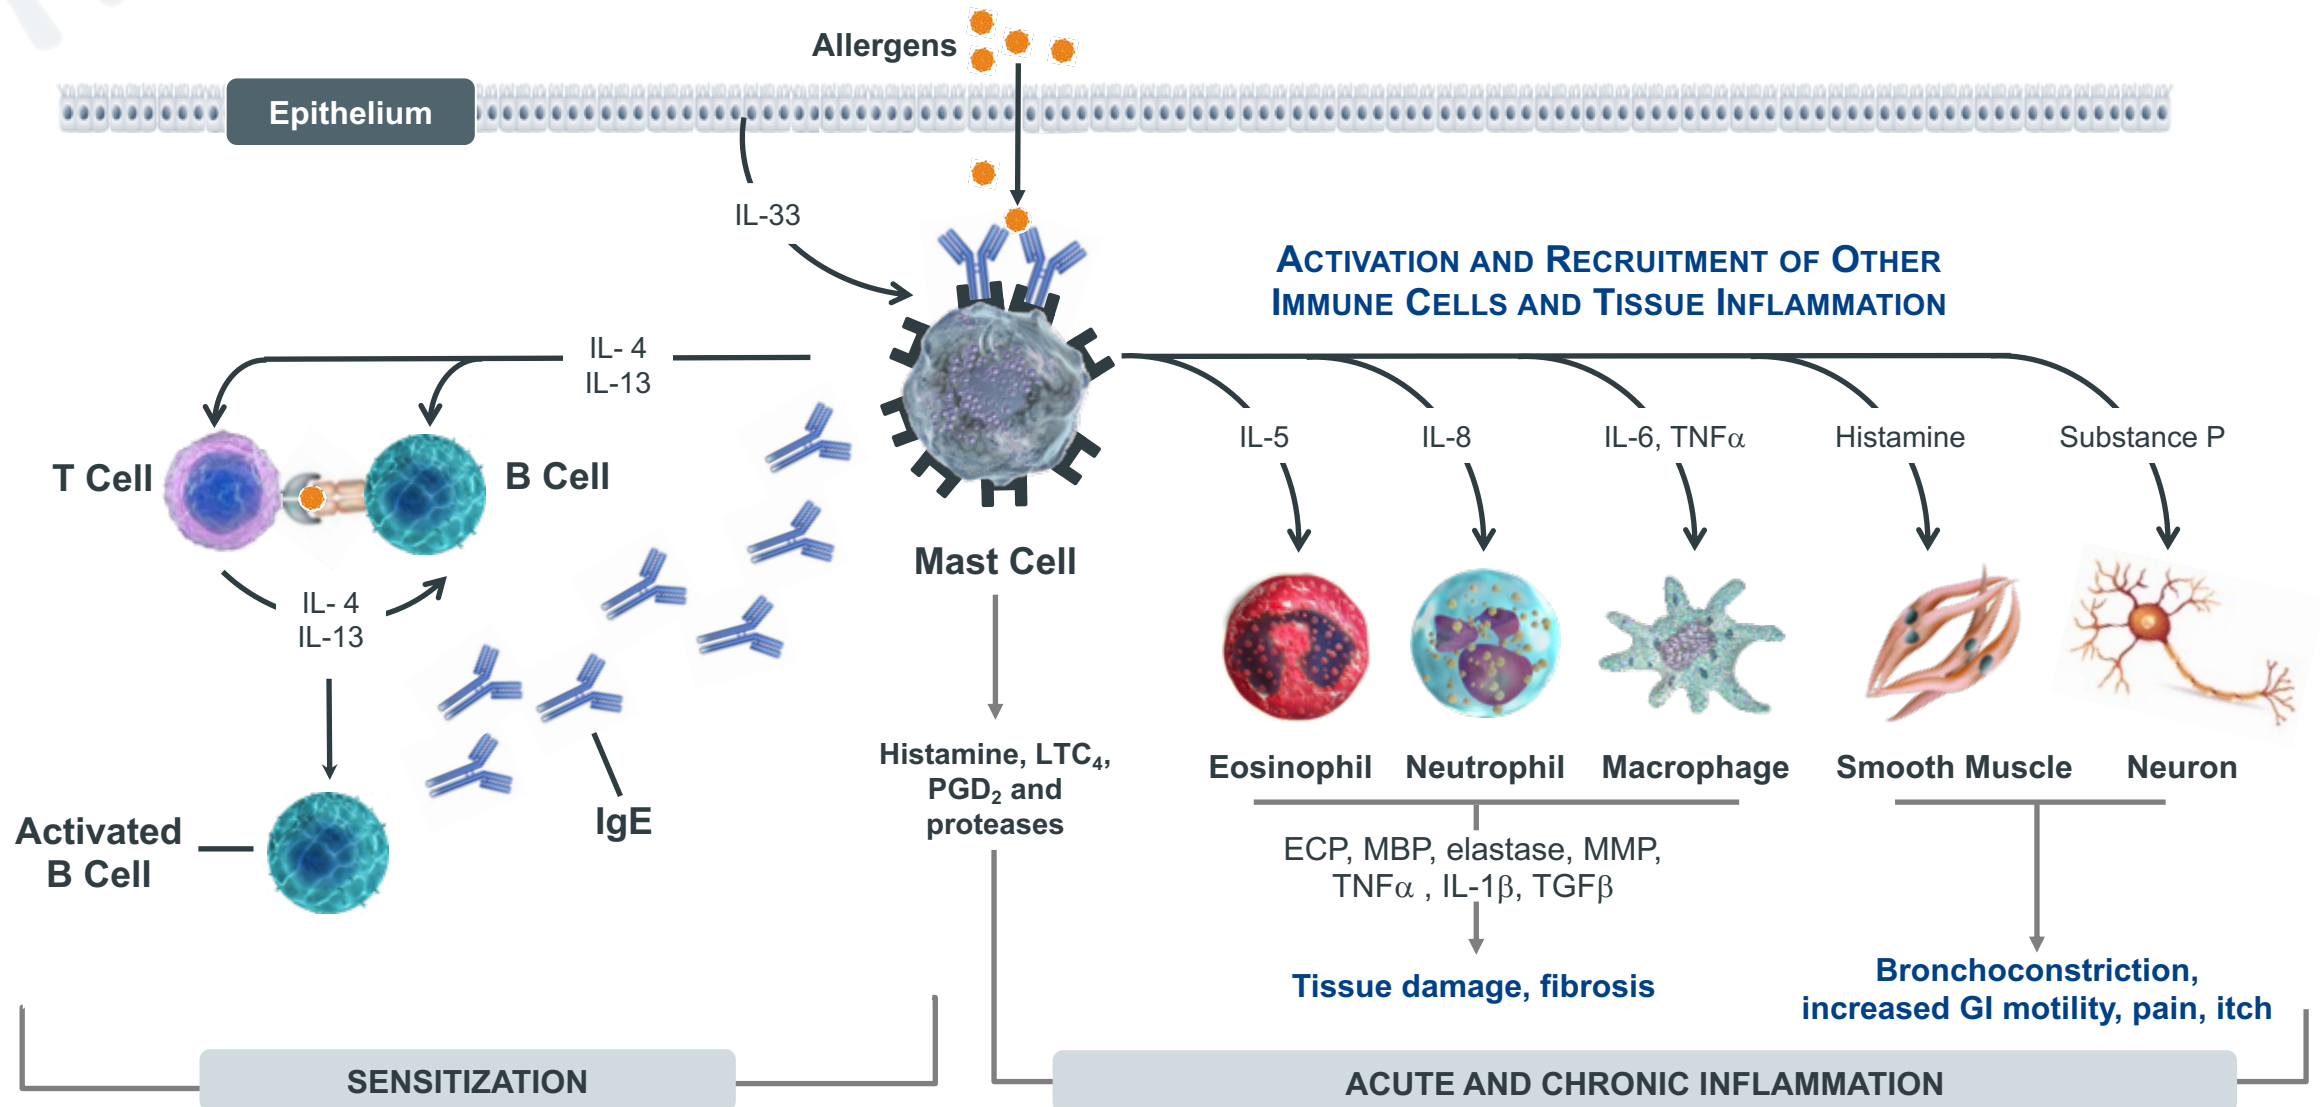 Allergens
Epithelium
IL-33
ACTIVATION AND RECRUITMENT OF OTHER
IMMUNE CELLS AND TISSUE INFLAMMATION
IL- 4
IL-13
IL-5
IL-8
IL-6, TNFα
Histamine
Substance P
T Cell
B Cell
Mast Cell
IL- 4
IL-13
Histamine, LTC₄,
PGD₂ and
proteases
Eosinophil
Neutrophil
Macrophage
Smooth Muscle
Neuron
IgE
Activated
B Cell
ECP, MBP, elastase, MMP,
TNFα , IL-1β, TGFβ
Tissue damage, fibrosis
Bronchoconstriction,
increased GI motility, pain, itch
SENSITIZATION
ACUTE AND CHRONIC INFLAMMATION